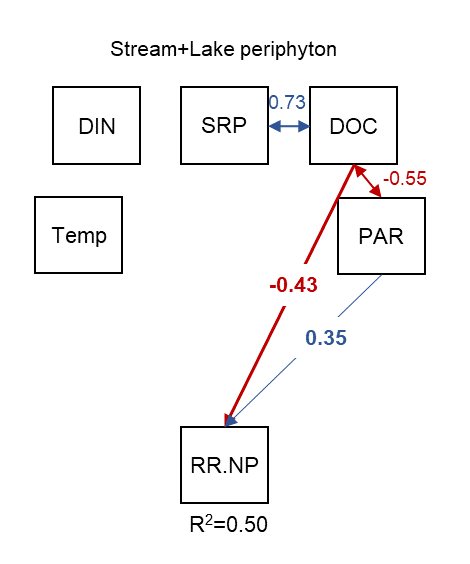 Stream+Lake periphyton
0.73
DIN
SRP
DOC
-0.55
Temp
PAR
-0.43
0.35
RR.NP
R²=0.50